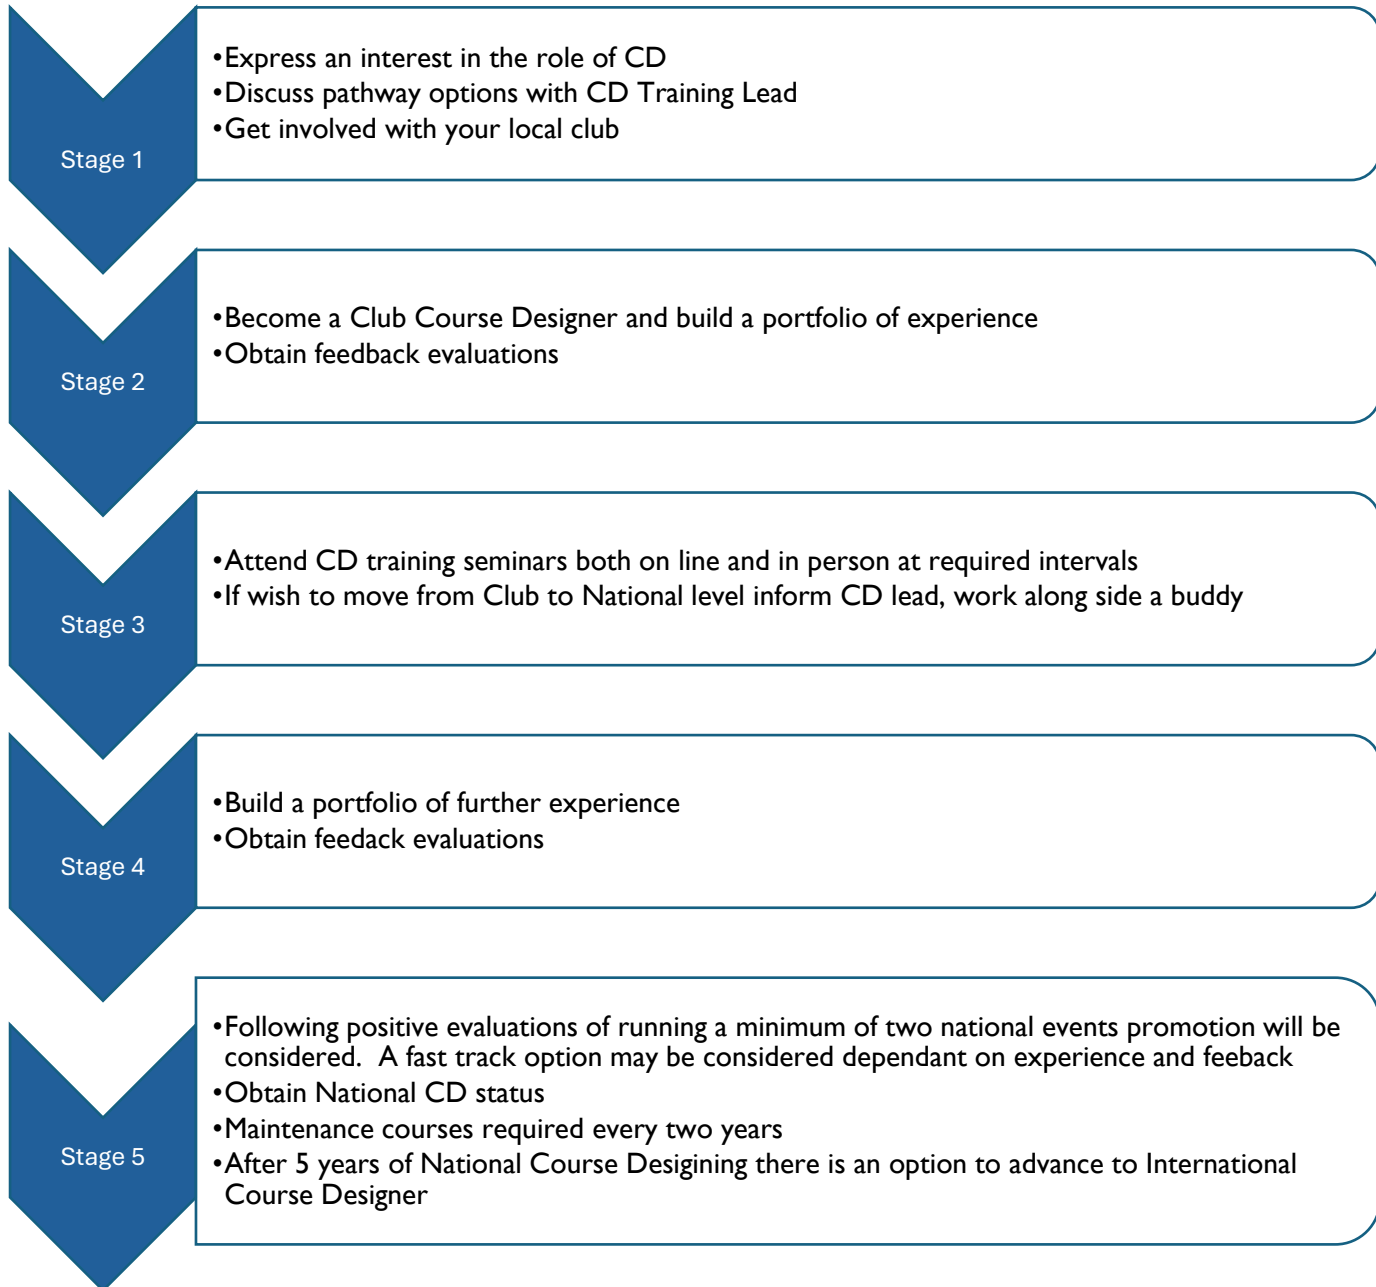 Stage 1
•Express an interest in the role of CD
•Discuss pathway options with CD Training Lead
•Get involved with your local club
Stage 2
•Become a Club Course Designer and build a portfolio of experience
•Obtain feedback evaluations
Stage 3
•Attend CD training seminars both on line and in person at required intervals
•If wish to move from Club to National level inform CD lead, work along side a buddy
Stage 4
•Build a portfolio of further experience
•Obtain feedack evaluations
Stage 5
•Following positive evaluations of running a minimum of two national events promotion will be
considered.  A fast track option may be considered dependant on experience and feeback
•Obtain National CD status
•Maintenance courses required every two years
•After 5 years of National Course Desigining there is an option to advance to International
Course Designer